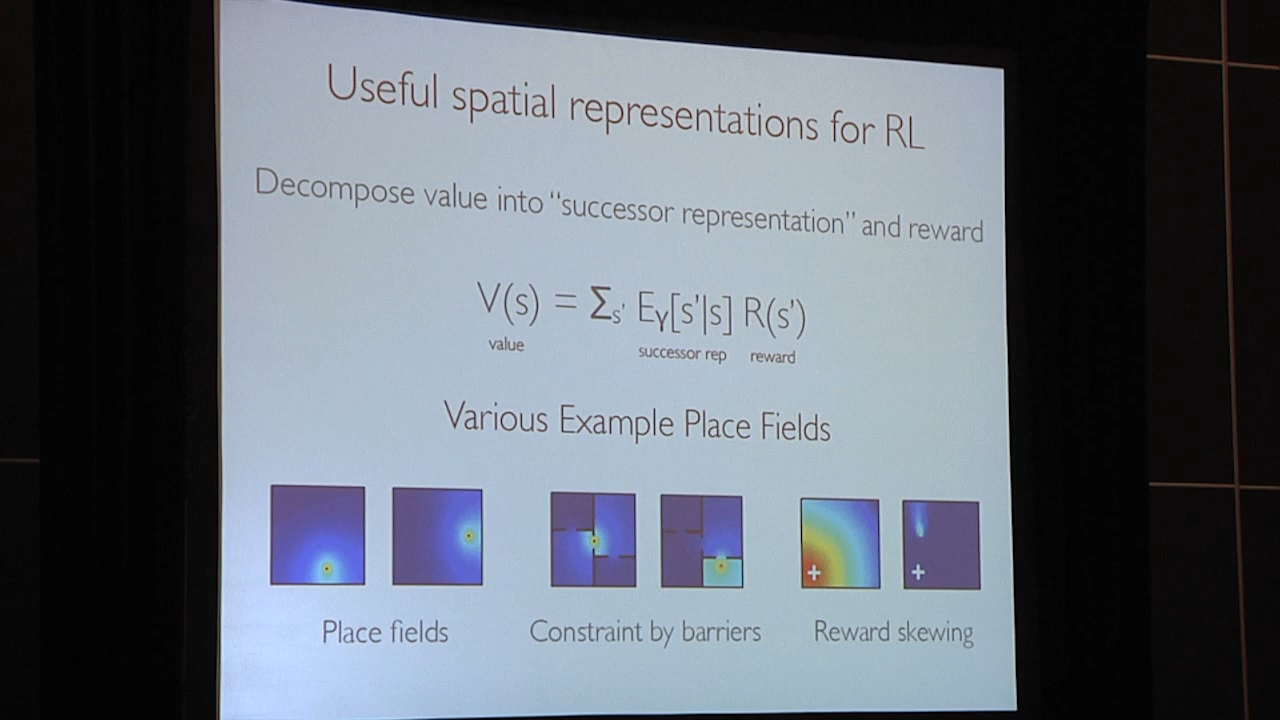 Useful spatial representations for RL
Decompose value into "successor representation" and reward
V(s) = Σs' Eγ[s'|s] R(s')
value successor rep reward
Various Example Place Fields
Place fields Constraint by barriers Reward skewing